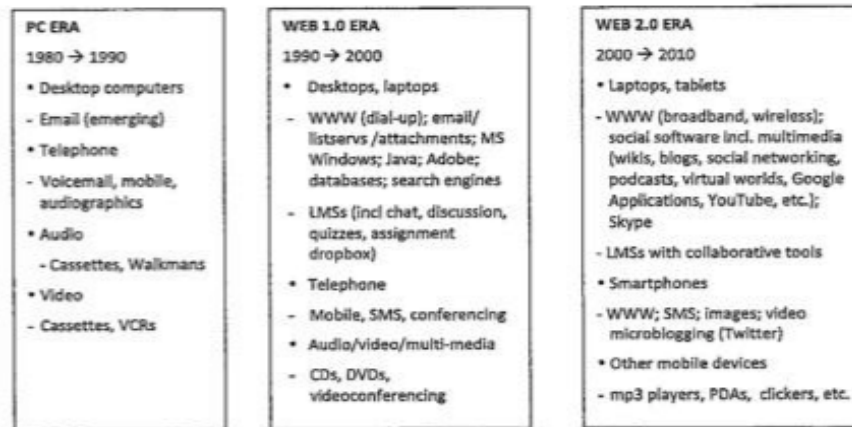 PC ERA
1980 → 1990
• Desktop computers
- Email (emerging)
• Telephone
- Voicemail, mobile,
audiographics
• Audio
- Cassettes, Walkmans
• Video
- Cassettes, VCRs
WEB 1.0 ERA
1990 → 2000
• Desktops, laptops
- WWW (dial-up); email/
listservs /attachments; MS
Windows; Java; Adobe;
databases; search engines
- LMSs (incl chat, discussion,
quizzes, assignment
dropbox)
• Telephone
- Mobile, SMS, conferencing
• Audio/video/multi-media
- CDs, DVDs,
videoconferencing
WEB 2.0 ERA
2000 → 2010
• Laptops, tablets
- WWW (broadband, wireless);
social software incl. multimedia
(wikis, blogs, social networking,
podcasts, virtual worlds, Google
Applications, YouTube, etc.);
Skype
- LMSs with collaborative tools
• Smartphones
- WWW; SMS; images; video
microblogging (Twitter)
• Other mobile devices
- mp3 players, PDAs, clickers, etc.